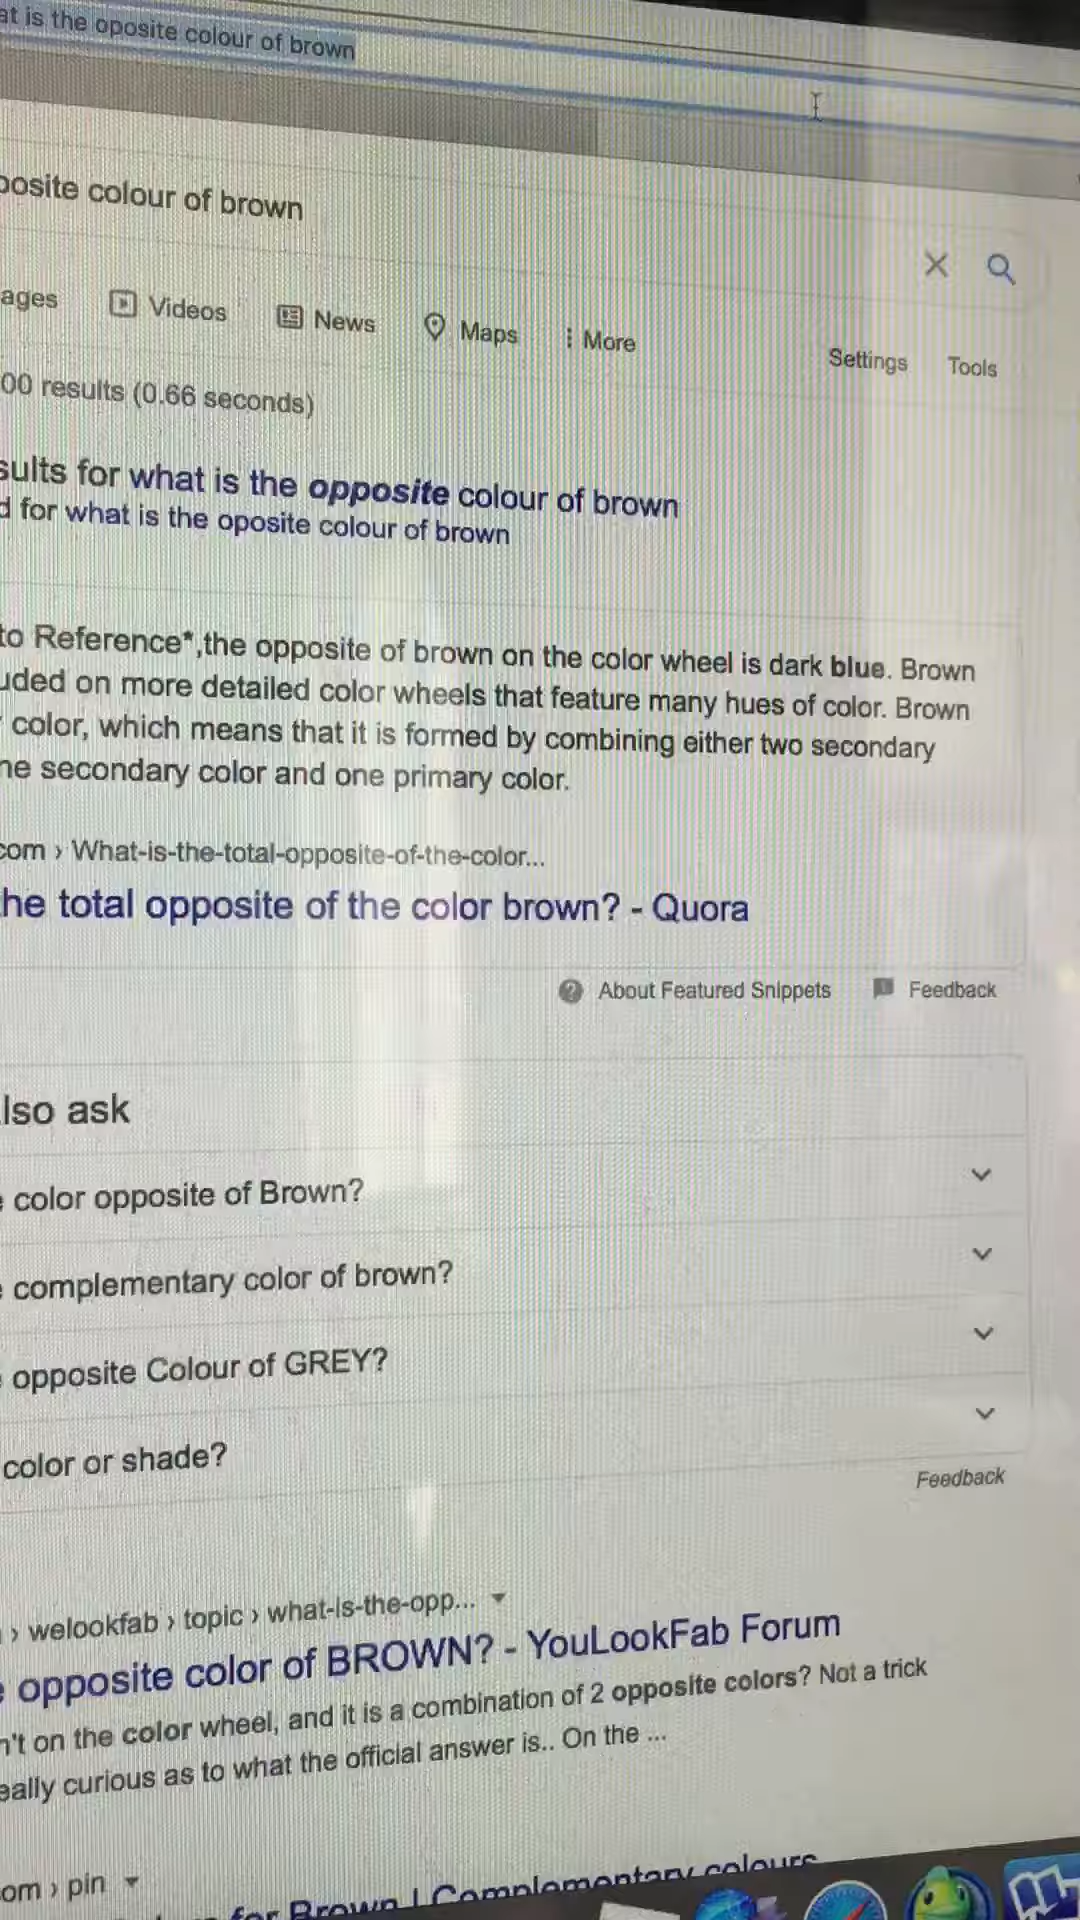 at is the oposite colour of brown
posite colour of brown
ages Videos News Maps More
Settings Tools
00 results (0.66 seconds)
sults for what is the opposite colour of brown
d for what is the oposite colour of brown
to Reference*,the opposite of brown on the color wheel is dark blue. Brown
uded on more detailed color wheels that feature many hues of color. Brown
color, which means that it is formed by combining either two secondary
ne secondary color and one primary color.
com › What-is-the-total-opposite-of-the-color...
he total opposite of the color brown? - Quora
About Featured Snippets Feedback
lso ask
e color opposite of Brown?
e complementary color of brown?
e opposite Colour of GREY?
color or shade?
Feedback
› welookfab › topic › what-is-the-opp...
e opposite color of BROWN? - YouLookFab Forum
n't on the color wheel, and it is a combination of 2 opposite colors? Not a trick
eally curious as to what the official answer is.. On the ...
om › pin
for Brown | Complementary colours